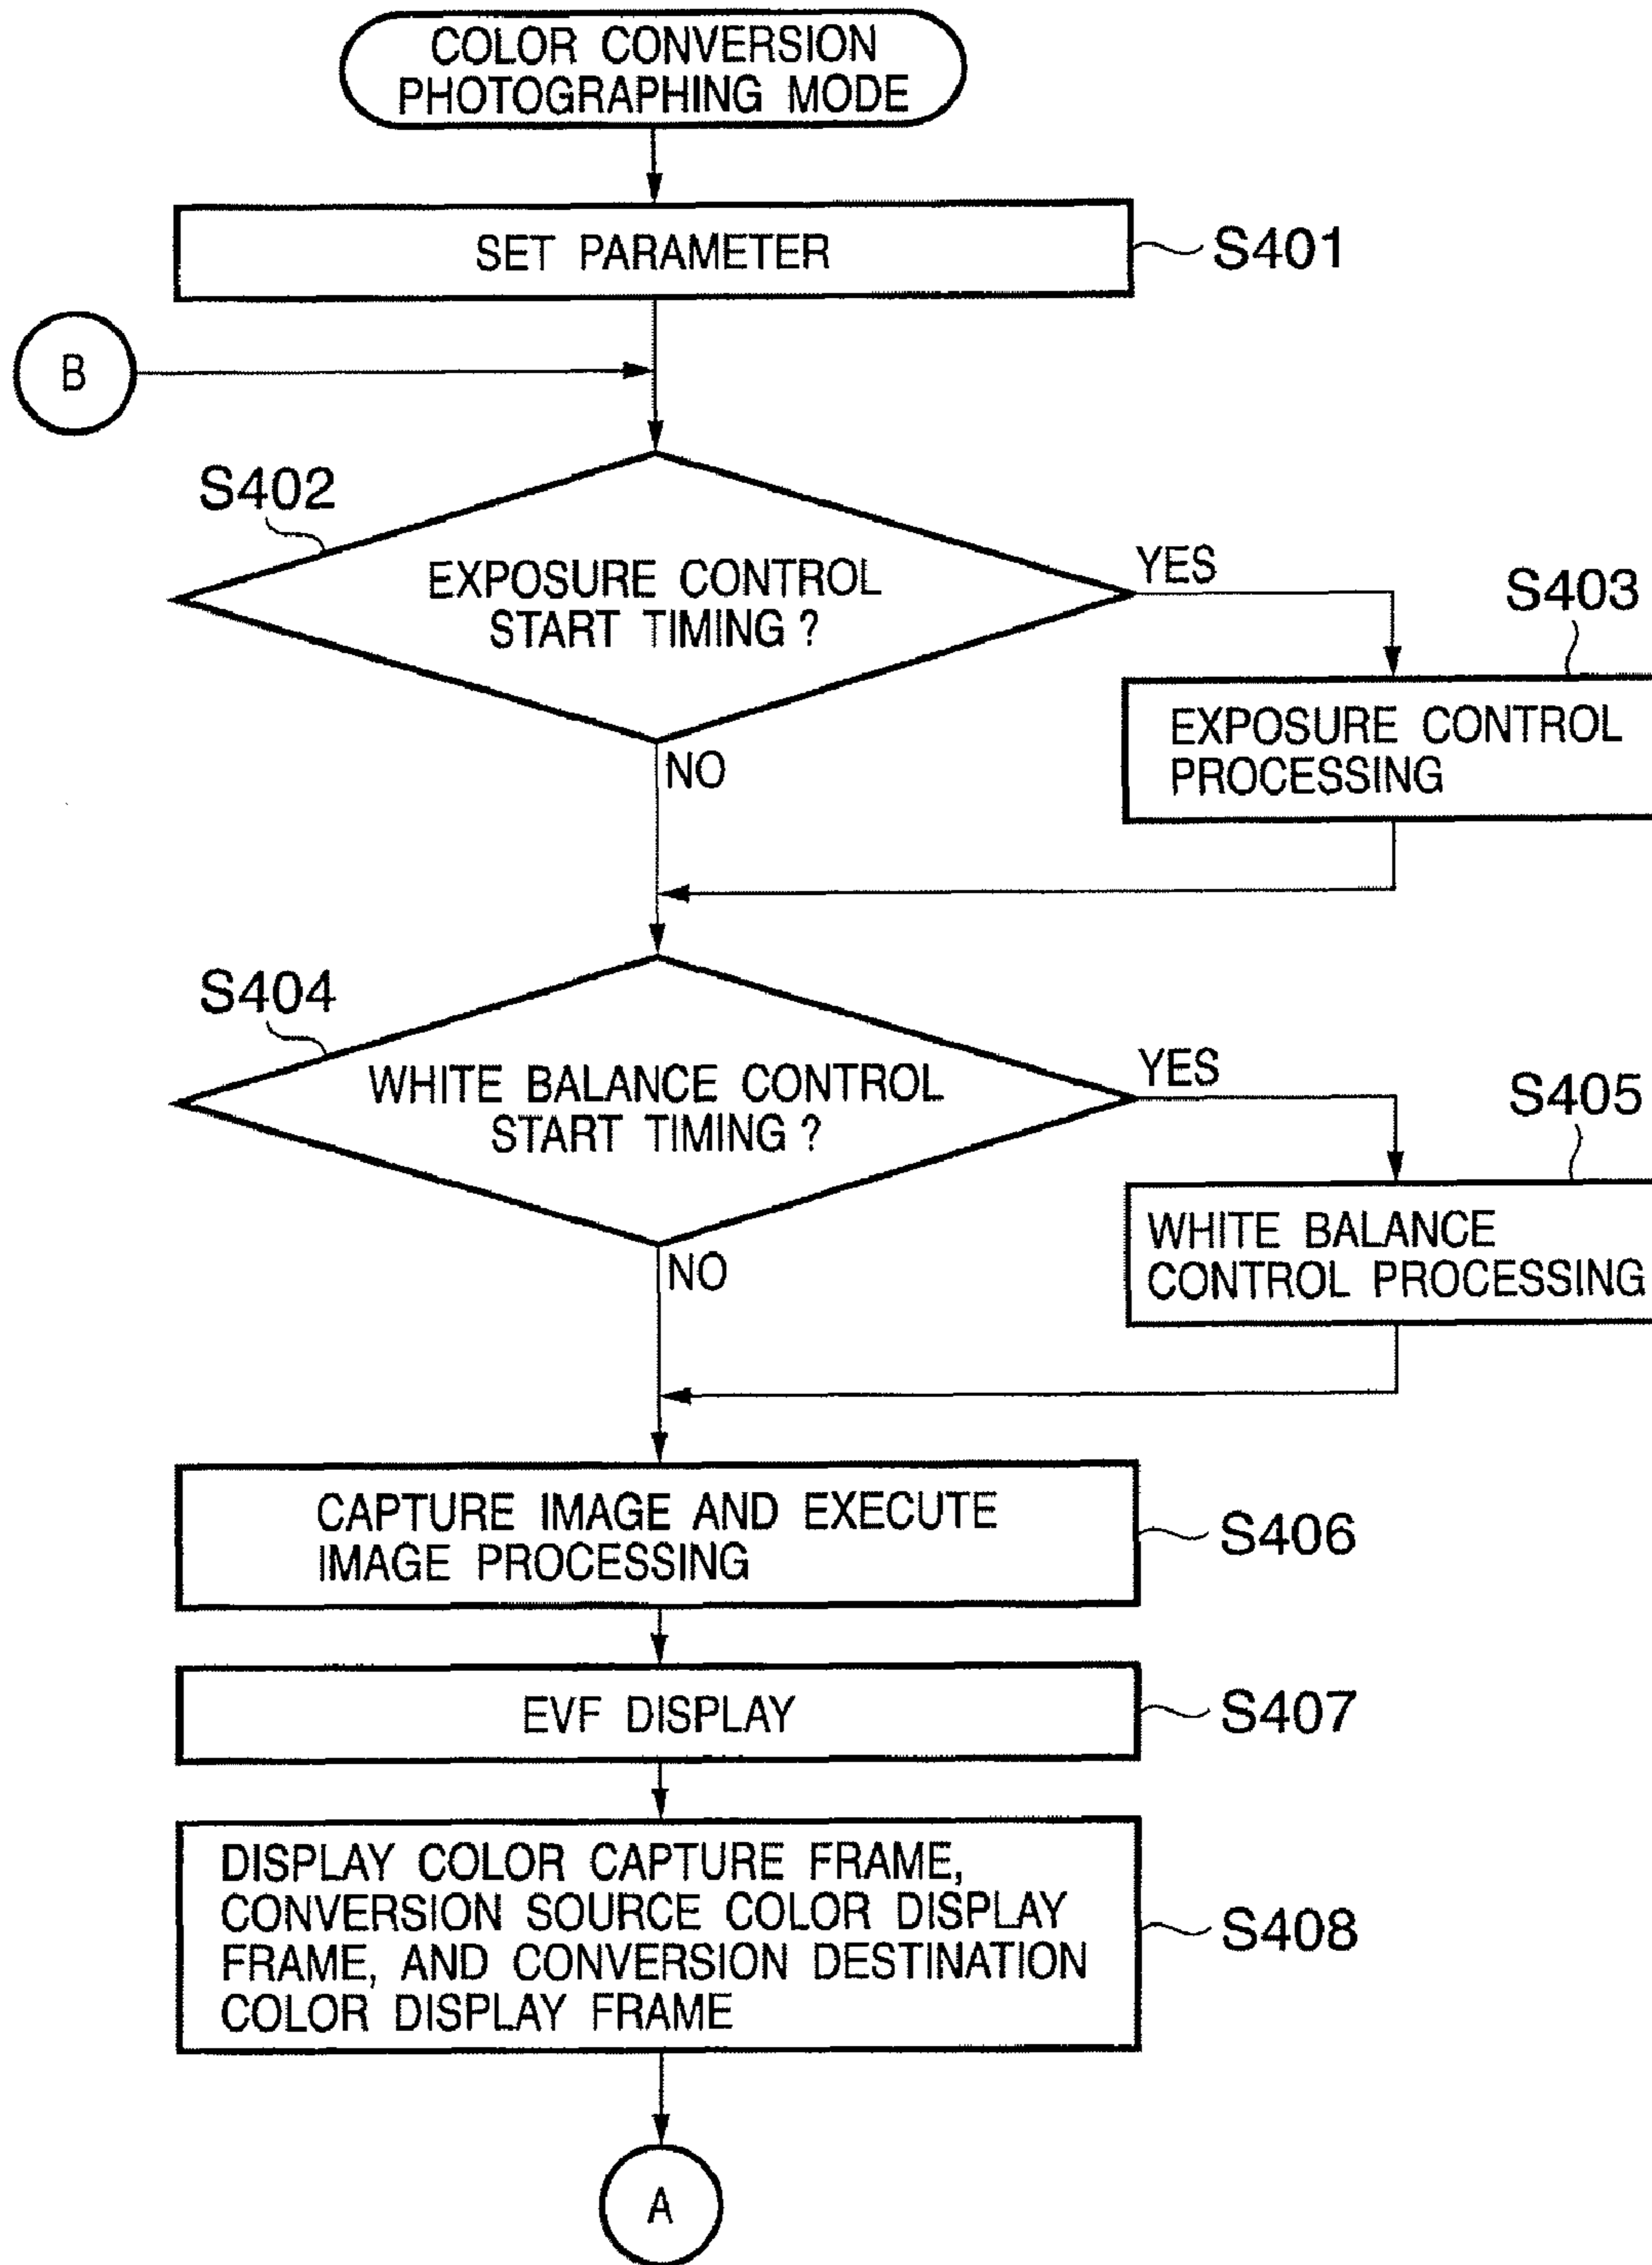 COLOR CONVERSION
PHOTOGRAPHING MODE
SET PARAMETER
S401
B
S402
EXPOSURE CONTROL
START TIMING ?
YES
S403
EXPOSURE CONTROL
PROCESSING
NO
S404
WHITE BALANCE CONTROL
START TIMING ?
YES
S405
WHITE BALANCE
CONTROL PROCESSING
NO
CAPTURE IMAGE AND EXECUTE
IMAGE PROCESSING
S406
EVF DISPLAY
S407
DISPLAY COLOR CAPTURE FRAME,
CONVERSION SOURCE COLOR DISPLAY
FRAME, AND CONVERSION DESTINATION
COLOR DISPLAY FRAME
S408
A